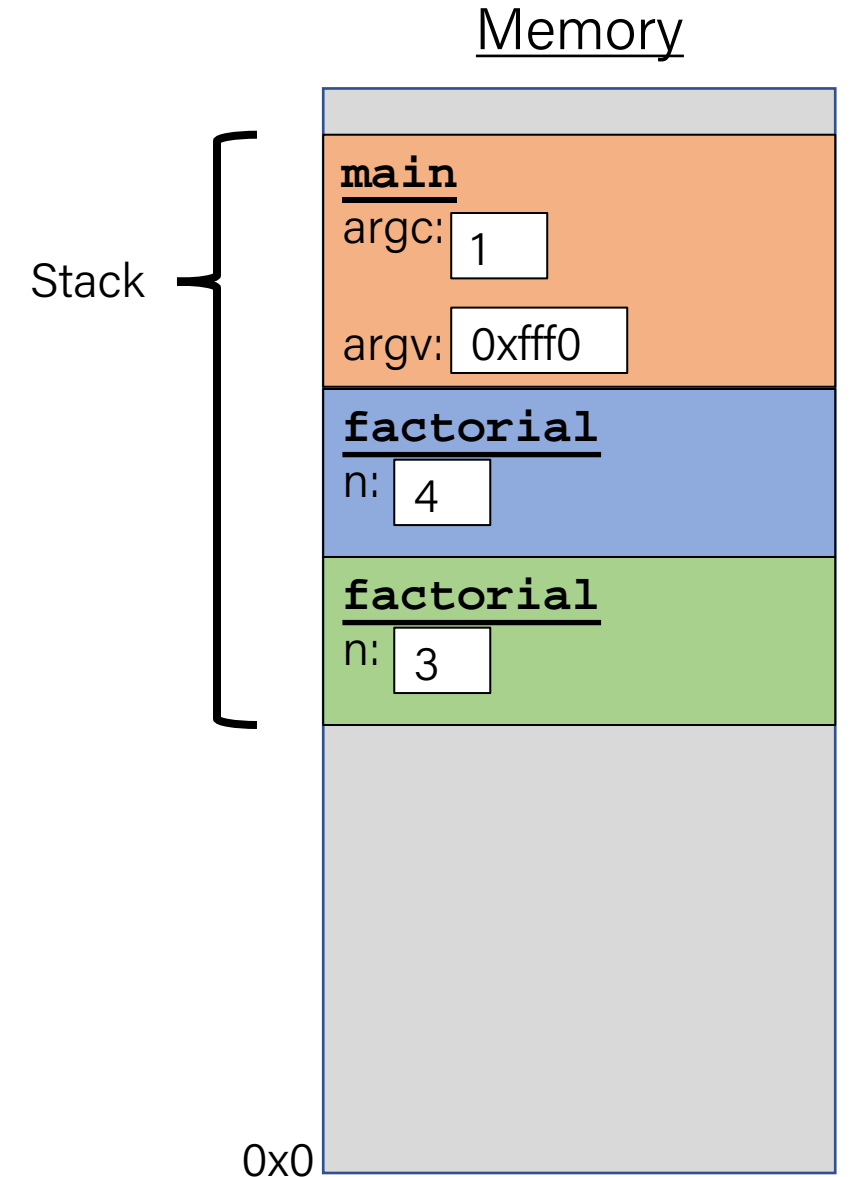 Memory
main
argc: 1
Stack
argv: 0xfff0
factorial
n: 4
factorial
n: 3
0x0